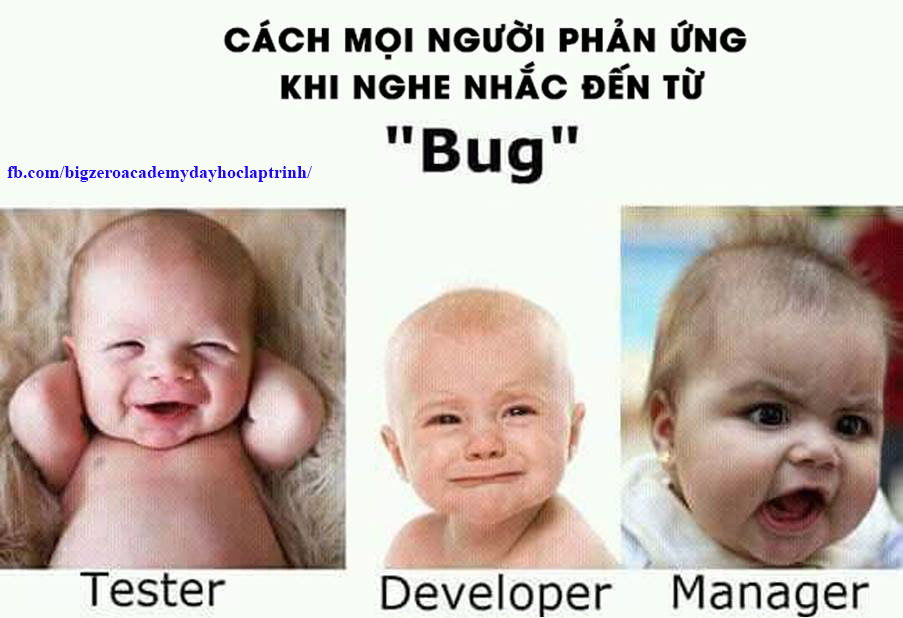 CÁCH MỌI NGƯỜI PHẢN ỨNG
KHI NGHE NHẮC ĐẾN TỪ
"Bug"
fb.com/bigzeroacademydayhoclaptrinh/
Tester
Developer
Manager